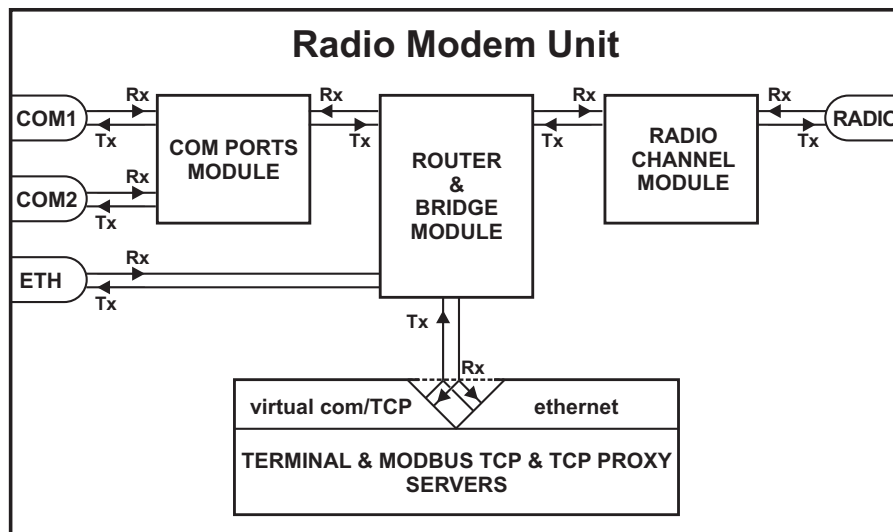 Radio Modem Unit
Rx
Rx
Rx
Rx
COM1
COM PORTS
MODULE
ROUTER
&
BRIDGE
MODULE
RADIO
CHANNEL
MODULE
RADIO
Tx
Tx
Tx
Tx
Rx
COM2
Tx
Rx
ETH
Tx
Tx
Rx
virtual com/TCP
ethernet
TERMINAL & MODBUS TCP & TCP PROXY
SERVERS